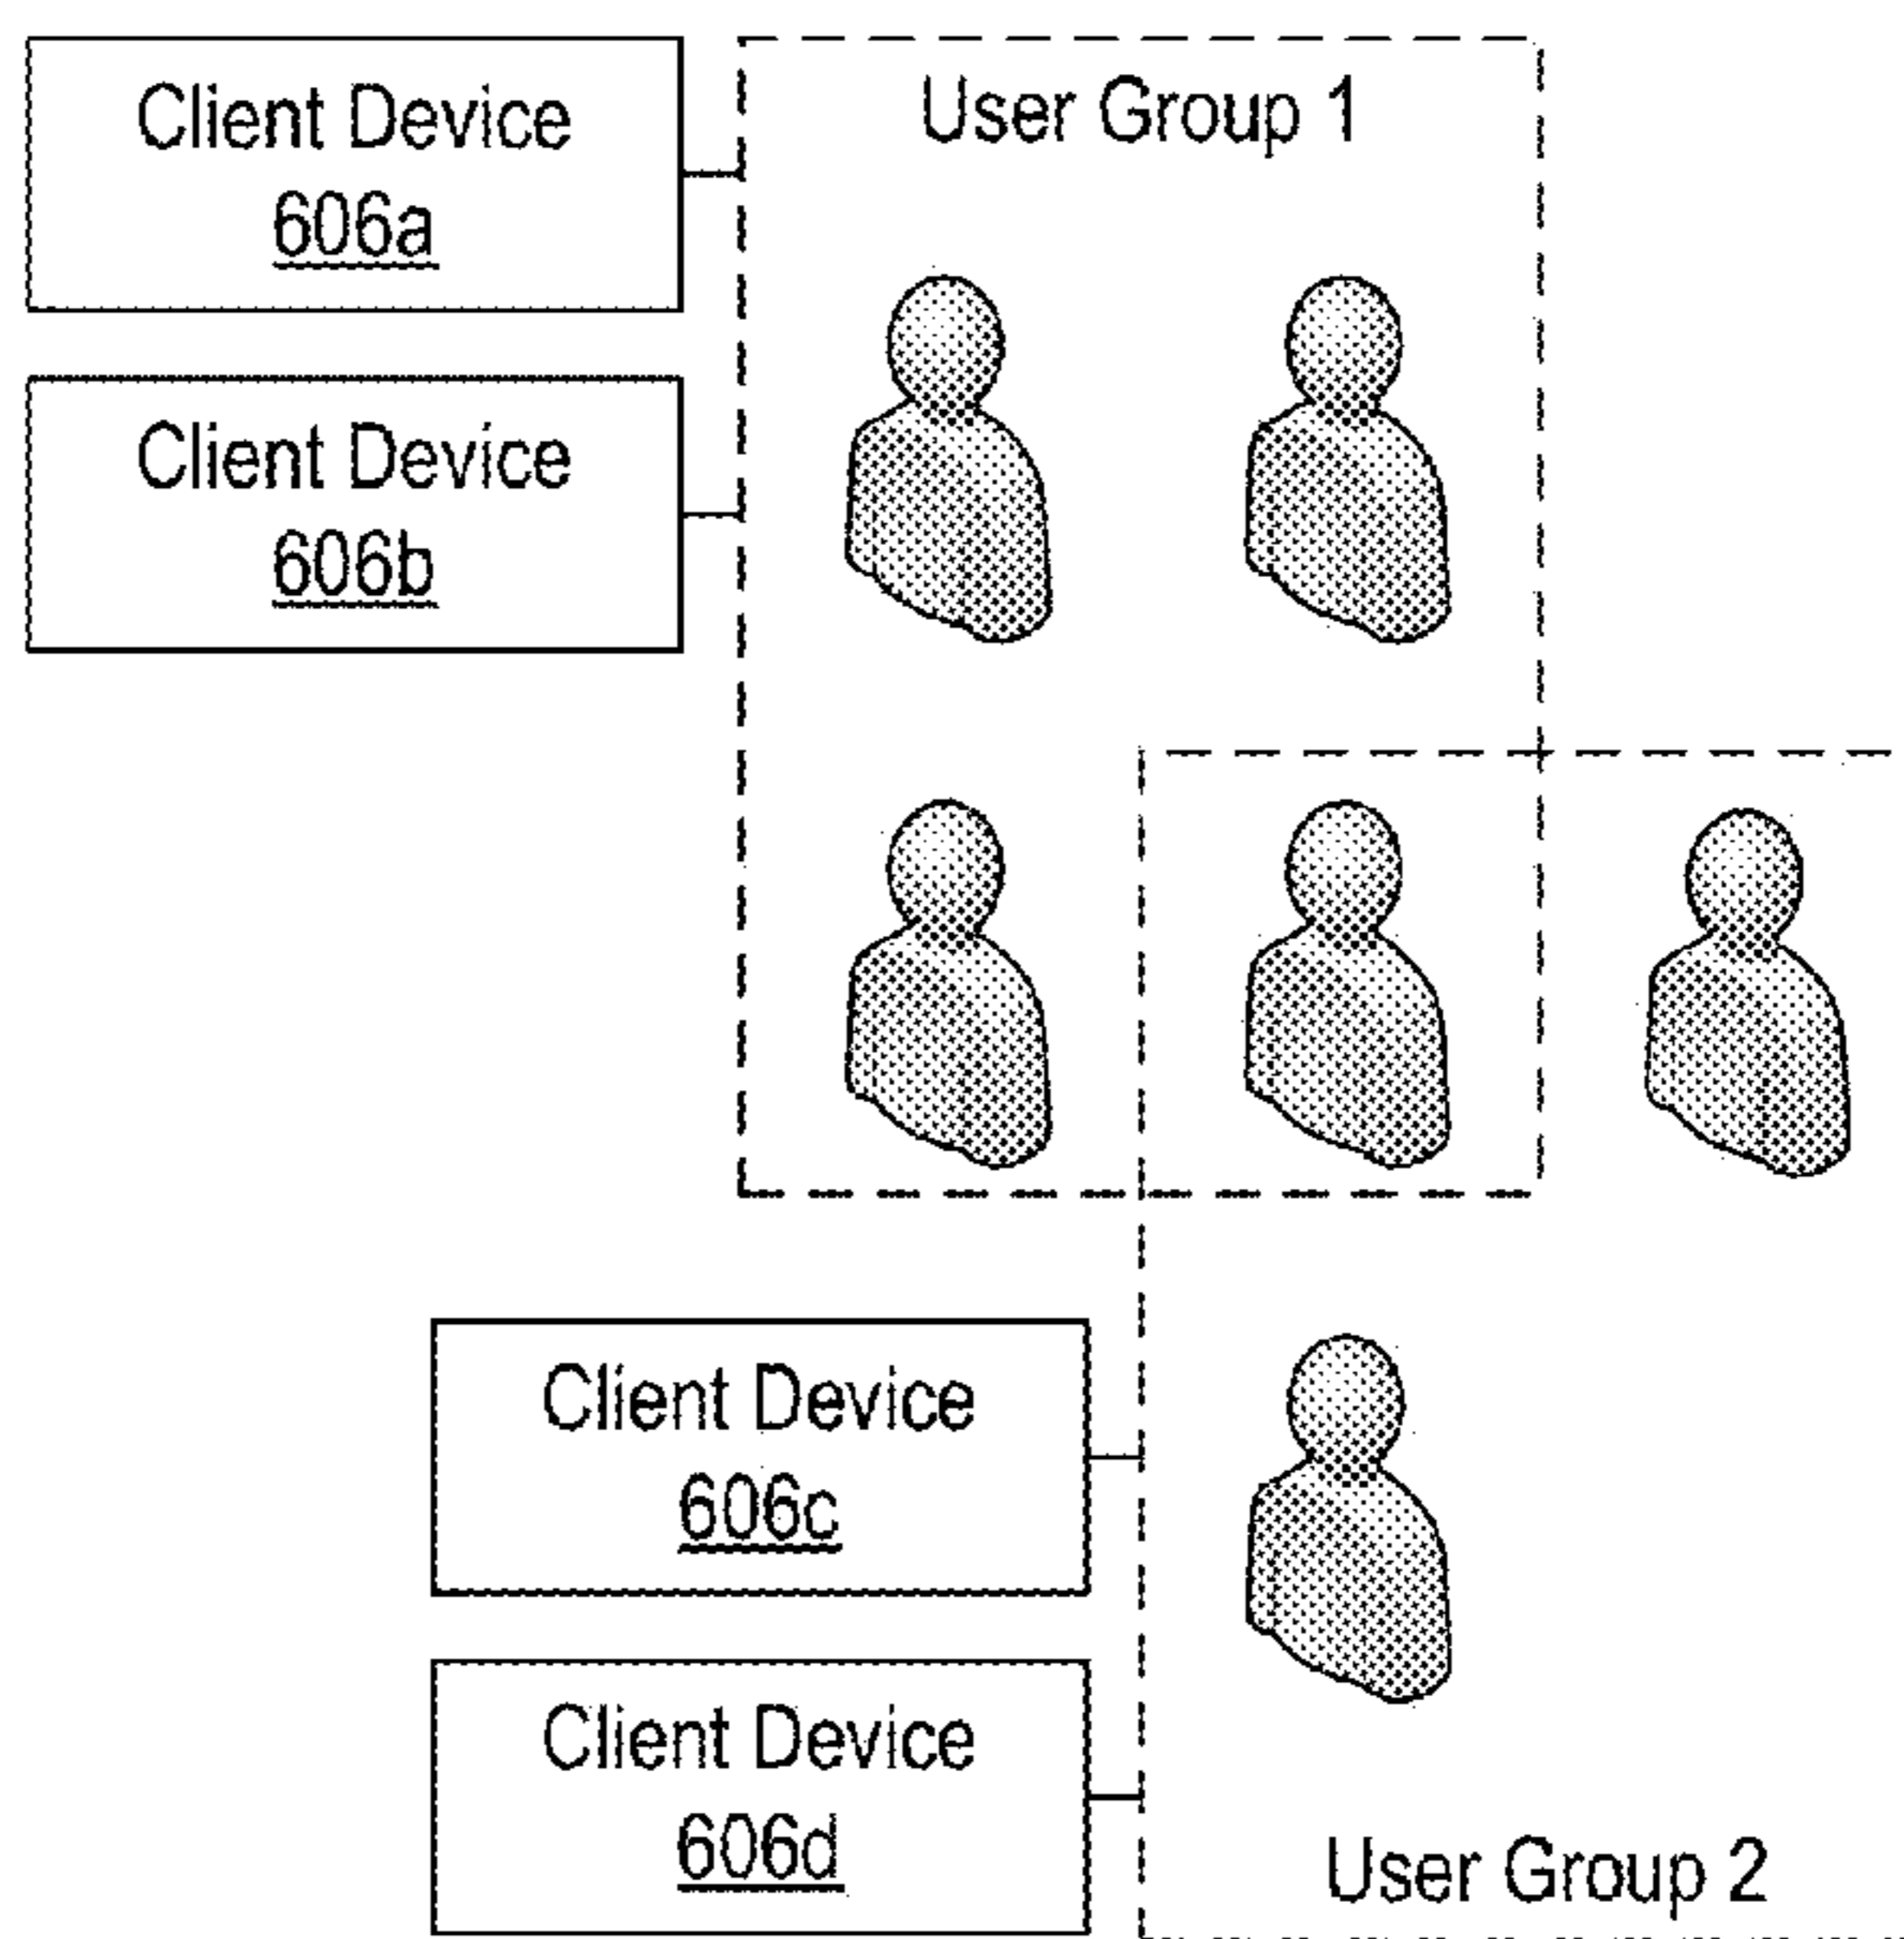 Client Device
606a
User Group 1
Client Device
606b
Client Device
606c
Client Device
606d
User Group 2